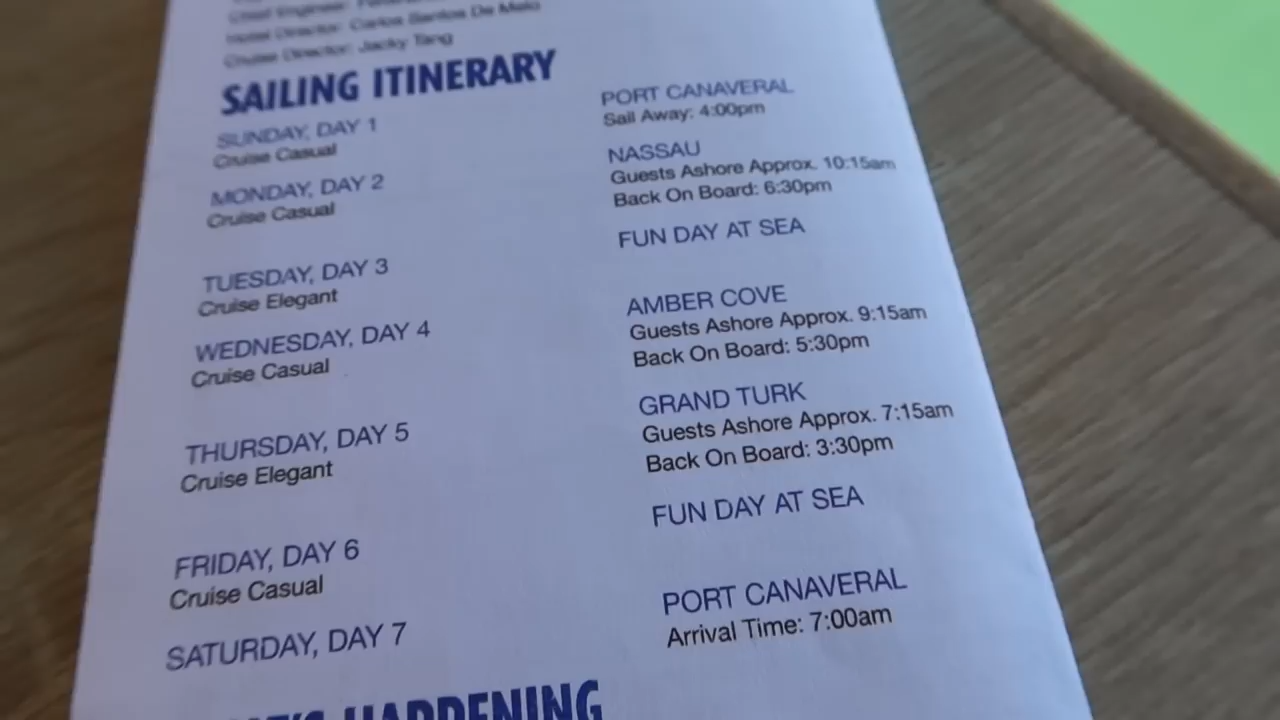 Chief Engineer:
Hotel Director: Carlos Santos De Melo
Cruise Director: Jacky Tang
SAILING ITINERARY
SUNDAY, DAY 1
Cruise Casual
PORT CANAVERAL
Sail Away: 4:00pm
MONDAY, DAY 2
Cruise Casual
NASSAU
Guests Ashore Approx. 10:15am
Back On Board: 6:30pm
TUESDAY, DAY 3
Cruise Elegant
FUN DAY AT SEA
WEDNESDAY, DAY 4
Cruise Casual
AMBER COVE
Guests Ashore Approx. 9:15am
Back On Board: 5:30pm
THURSDAY, DAY 5
Cruise Elegant
GRAND TURK
Guests Ashore Approx. 7:15am
Back On Board: 3:30pm
FRIDAY, DAY 6
Cruise Casual
FUN DAY AT SEA
SATURDAY, DAY 7
PORT CANAVERAL
Arrival Time: 7:00am
HAPPENING